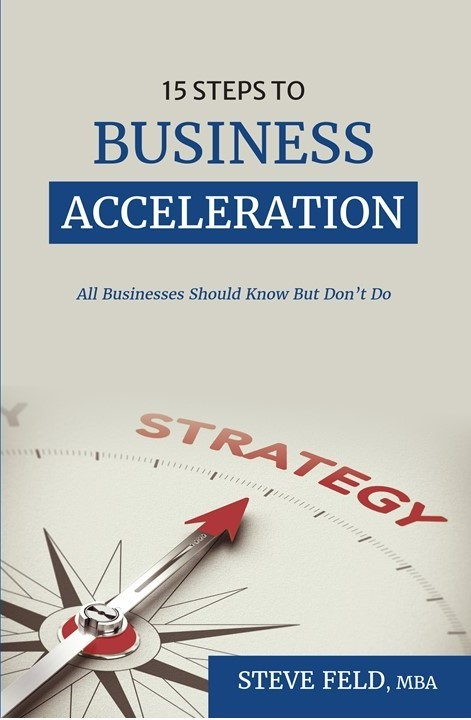 15 STEPS TO
BUSINESS
ACCELERATION
All Businesses Should Know But Don't Do
STRATEGY
STEVE FELD, MBA